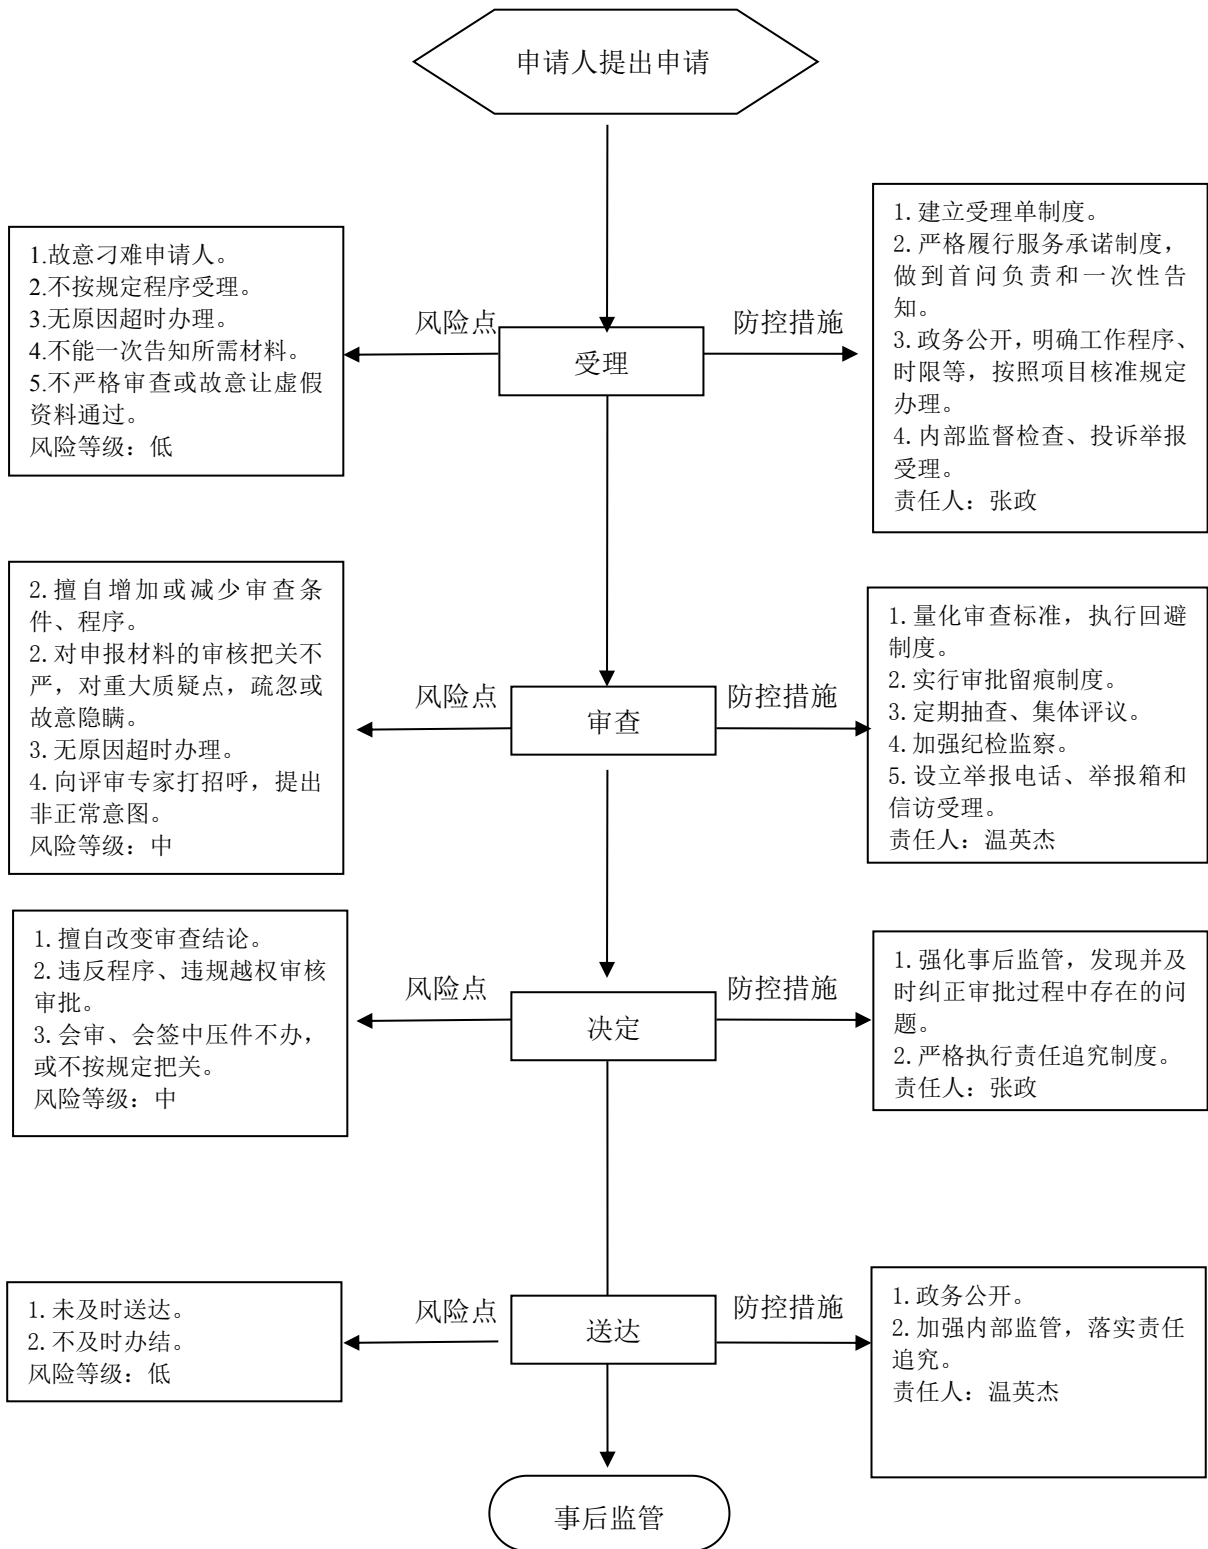 申请人提出申请
1.故意刁难申请人。
2.不按规定程序受理。
3.无原因超时办理。
4.不能一次告知所需材料。
5.不严格审查或故意让虚假
资料通过。
风险等级：低
风险点
受理
防控措施
1.建立受理单制度。
2.严格履行服务承诺制度，
做到首问负责和一次性告
知。
3.政务公开，明确工作程序、
时限等，按照项目核准规定
办理。
4.内部监督检查、投诉举报
受理。
责任人：张政
2.擅自增加或减少审查条
件、程序。
2.对申报材料的审核把关不
严，对重大质疑点，疏忽或
故意隐瞒。
3.无原因超时办理。
4.向评审专家打招呼，提出
非正常意图。
风险等级：中
风险点
审查
防控措施
1.量化审查标准，执行回避
制度。
2.实行审批留痕制度。
3.定期抽查、集体评议。
4.加强纪检监察。
5.设立举报电话、举报箱和
信访受理。
责任人：温英杰
1.擅自改变审查结论。
2.违反程序、违规越权审核
审批。
3.会审、会签中压件不办，
或不按规定把关。
风险等级：中
风险点
决定
防控措施
1.强化事后监管，发现并及
时纠正审批过程中存在的问
题。
2.严格执行责任追究制度。
责任人：张政
1.未及时送达。
2.不及时办结。
风险等级：低
风险点
送达
防控措施
1.政务公开。
2.加强内部监管，落实责任
追究。
责任人：温英杰
事后监管